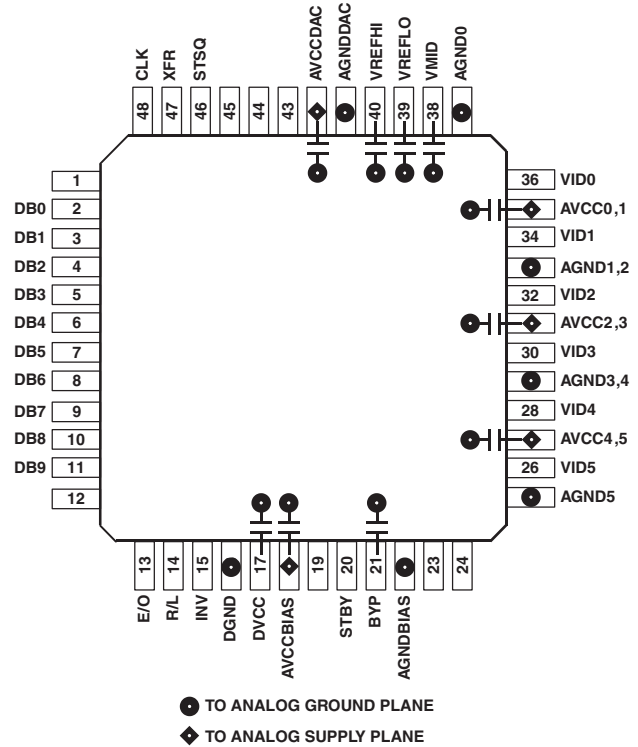 CLK
XFR
STSQ
AVCCDAC
AGNDDAC
VREFHI
VREFLO
VMID
AGND0
48
47
46
45
44
43
40
39
38
1
DB0 2
DB1 3
DB2 4
DB3 5
DB4 6
DB5 7
DB6 8
DB7 9
DB8 10
DB9 11
12
36 VID0
AVCC0,1
34 VID1
AGND1,2
32 VID2
AVCC2,3
30 VID3
AGND3,4
28 VID4
AVCC4,5
26 VID5
AGND5
13
14
15
17
19
20
21
23
24
E/O
R/L
INV
DGND
DVCC
AVCCBIAS
STBY
BYP
AGNDBIAS
TO ANALOG GROUND PLANE
TO ANALOG SUPPLY PLANE